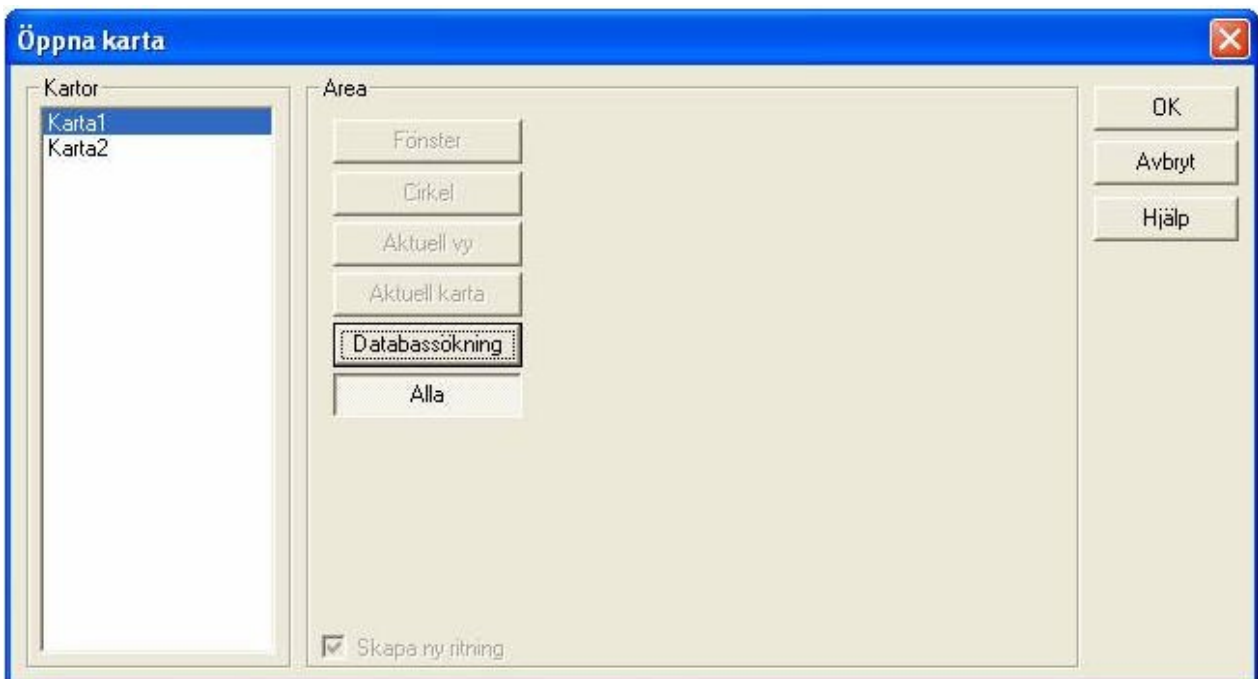 Öppna karta
Kartor
Karta1
Karta2
Area
Fönster
Cirkel
Aktuell vy
Aktuell karta
Databassökning
Alla
Skapa ny ritning
OK
Avbryt
Hjälp